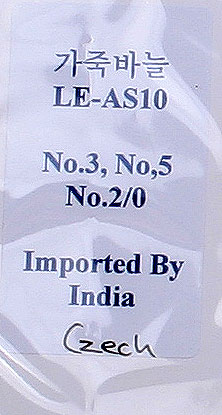 가죽바늘
LE-AS10
No.3, No,5
No.2/0
Imported By
India
Czech